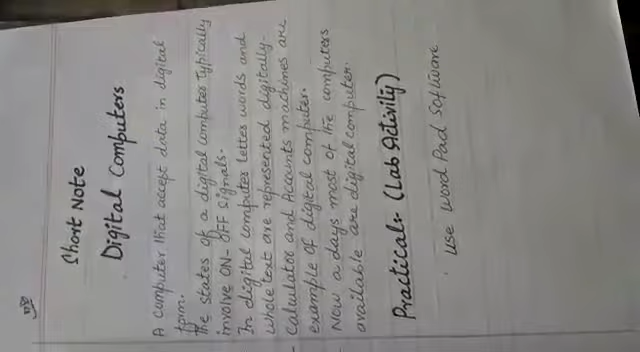 Short Note
Digital Computers
A computer that accept data in digital
form.
The states of a digital computer typically
involve ON-OFF signals.
In digital computer letter words and
whole text are represented digitally.
Calculator and Accounts machines are
example of digital computer.
Now a days most of the computers
available are digital computer.
Practical:- (Lab Activity)
Use Word Pad Software